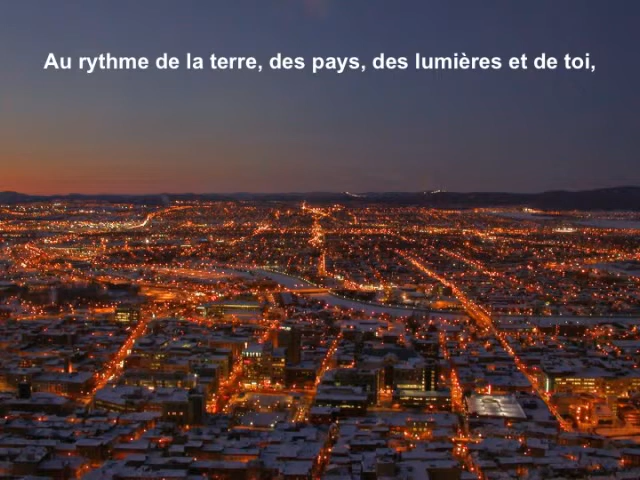 Au rythme de la terre, des pays, des lumières et de toi,